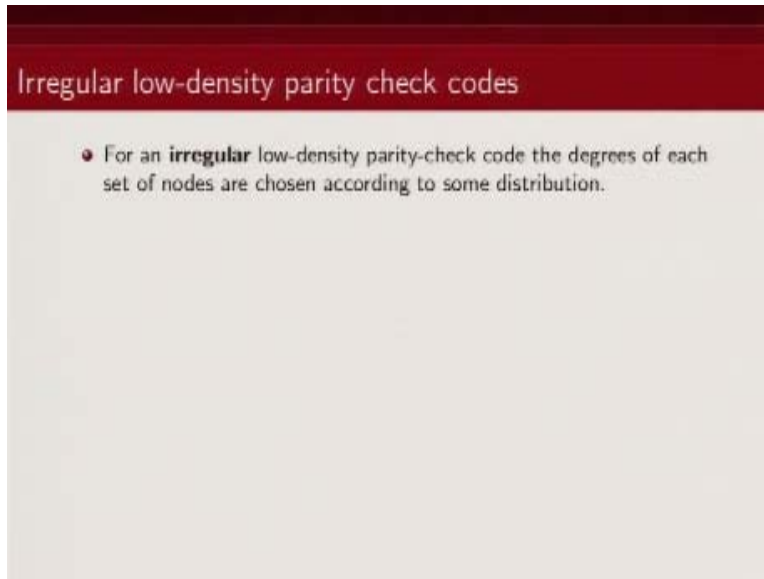 Irregular low-density parity check codes
For an irregular low-density parity-check code the degrees of each
set of nodes are chosen according to some distribution.